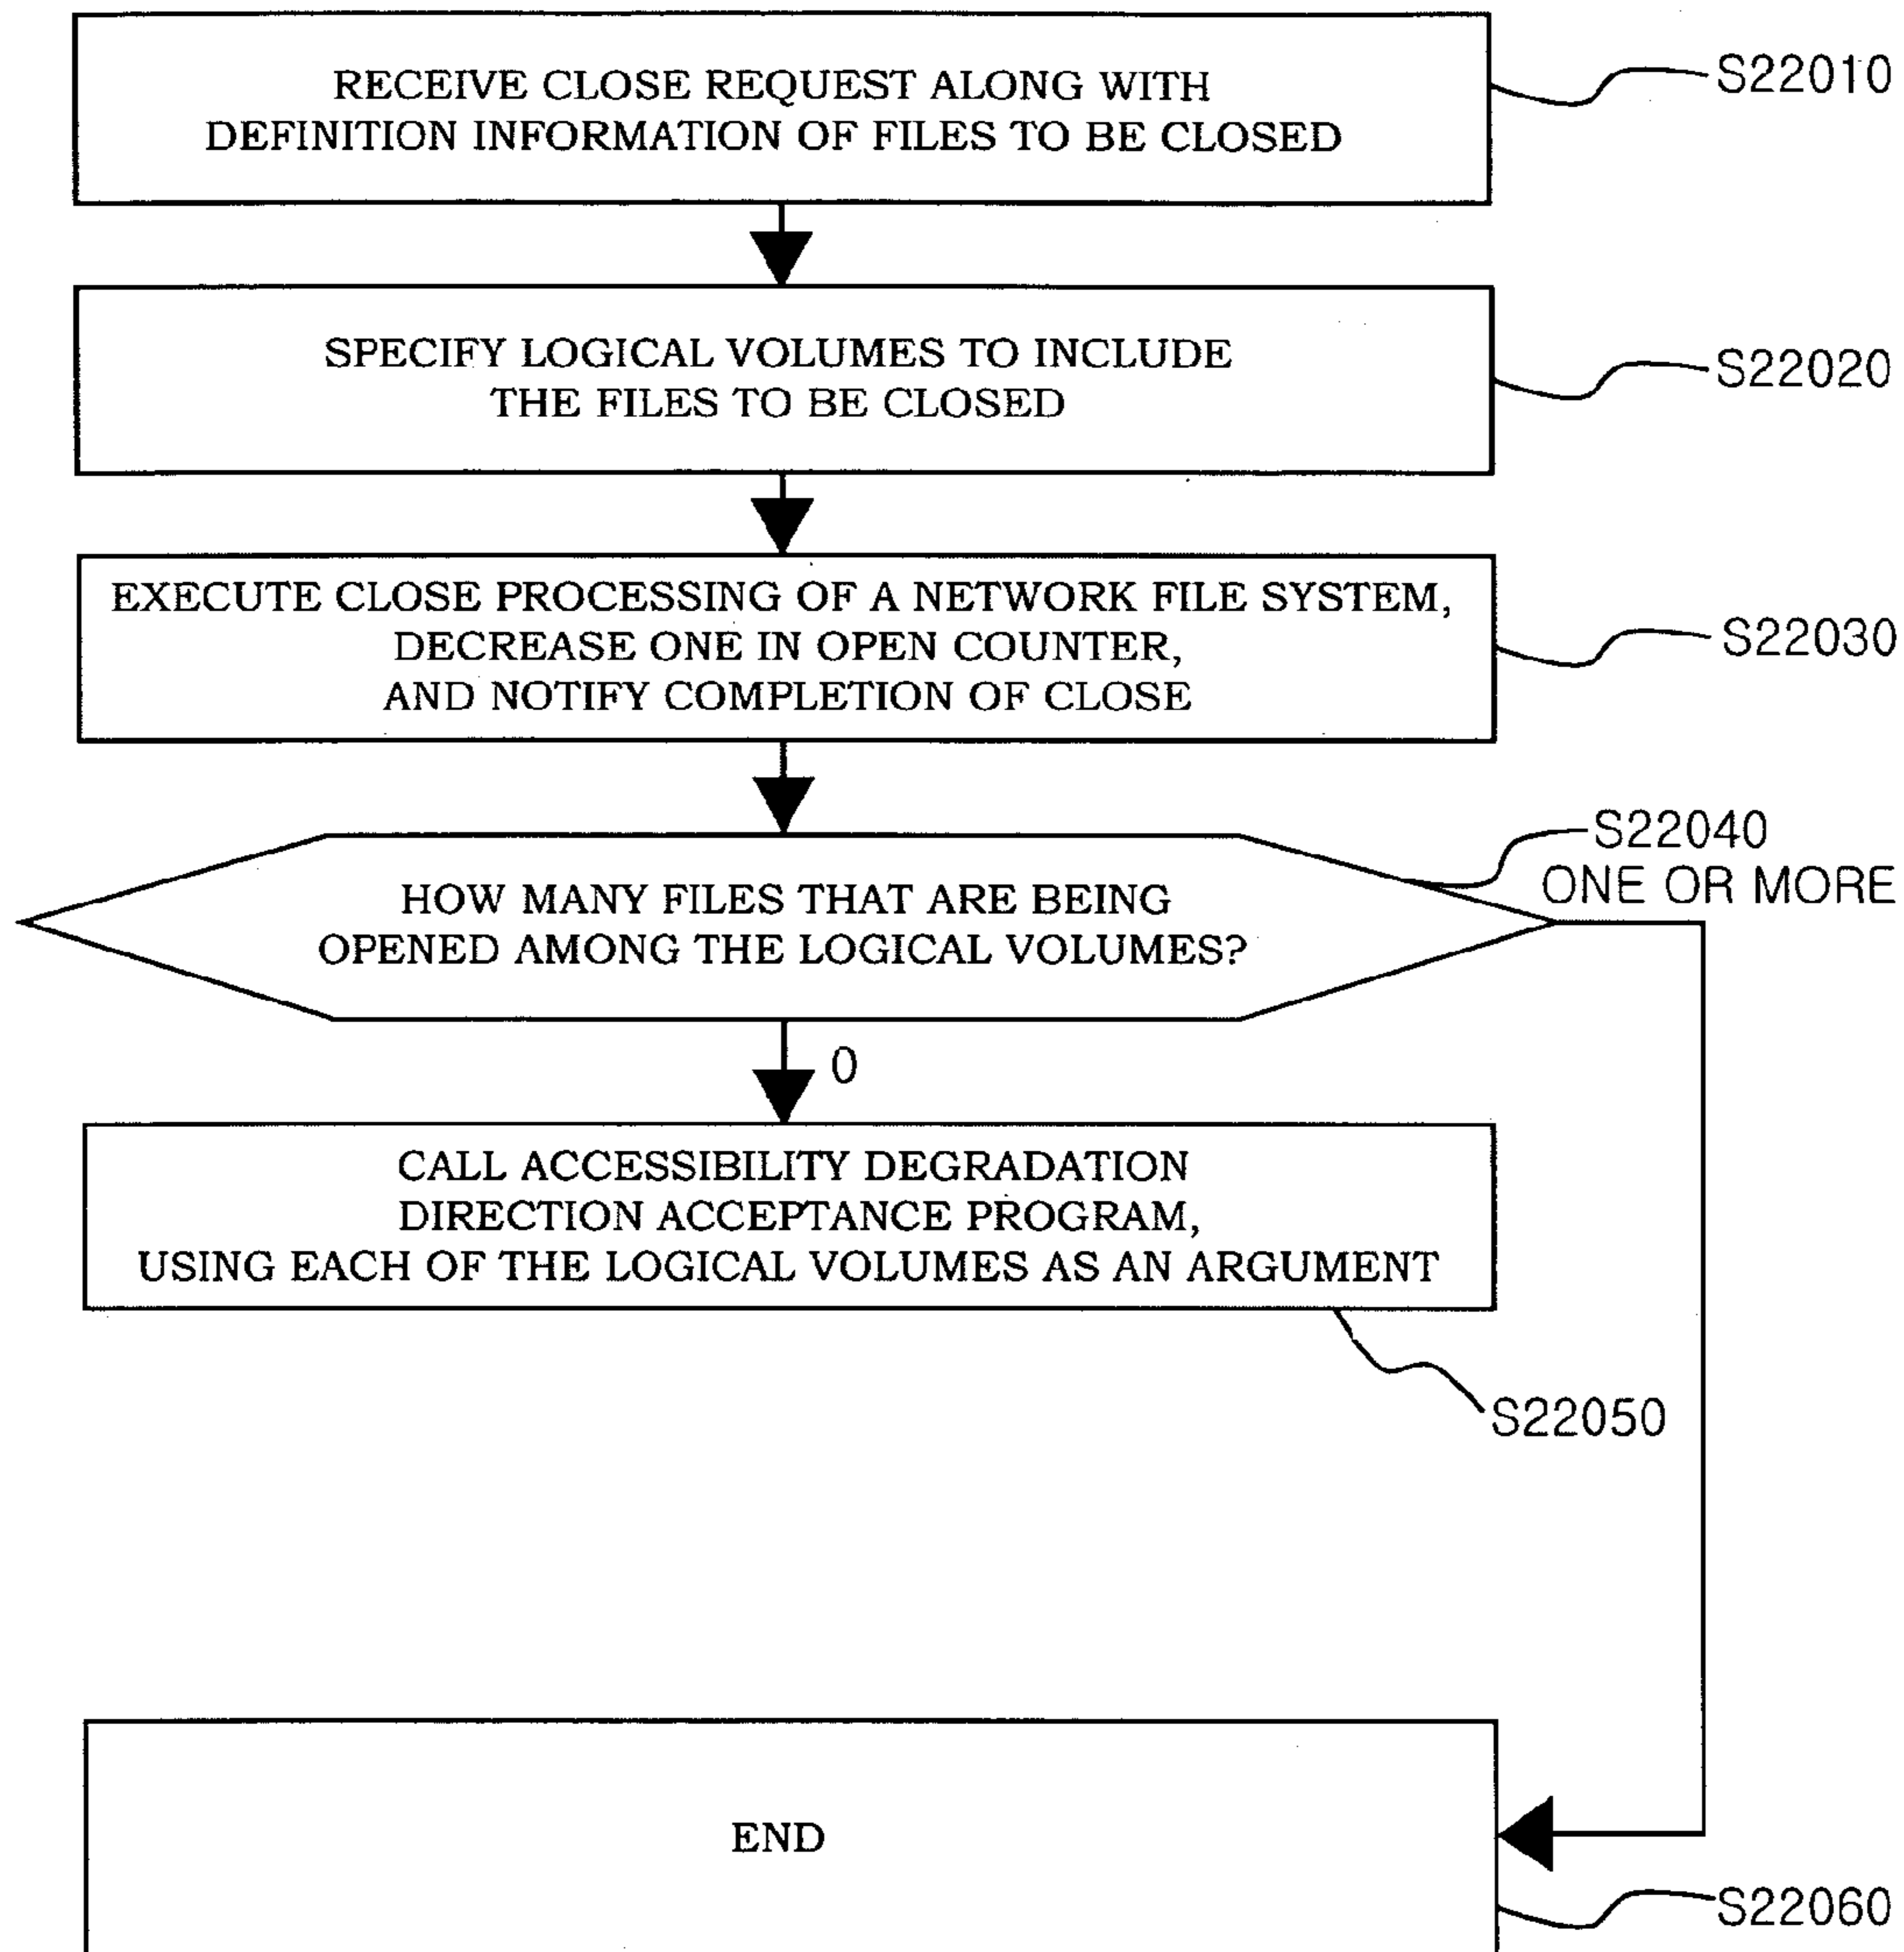 RECEIVE CLOSE REQUEST ALONG WITH
DEFINITION INFORMATION OF FILES TO BE CLOSED
S22010
SPECIFY LOGICAL VOLUMES TO INCLUDE
THE FILES TO BE CLOSED
S22020
EXECUTE CLOSE PROCESSING OF A NETWORK FILE SYSTEM,
DECREASE ONE IN OPEN COUNTER,
AND NOTIFY COMPLETION OF CLOSE
S22030
HOW MANY FILES THAT ARE BEING
OPENED AMONG THE LOGICAL VOLUMES?
S22040
ONE OR MORE
0
CALL ACCESSIBILITY DEGRADATION
DIRECTION ACCEPTANCE PROGRAM,
USING EACH OF THE LOGICAL VOLUMES AS AN ARGUMENT
S22050
END
S22060